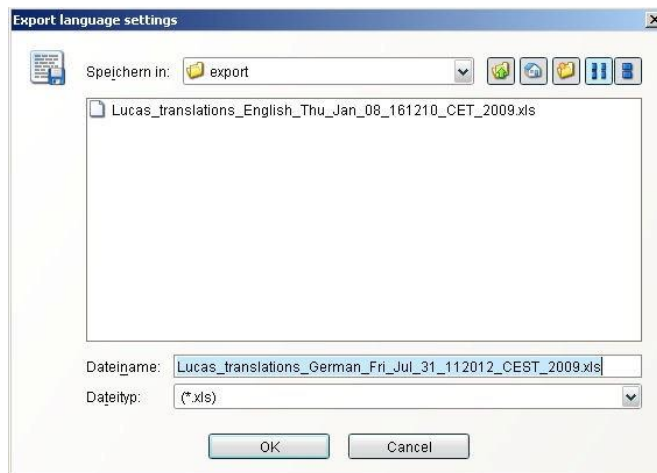 Export language settings
Speichern in: export
Lucas_translations_English_Thu_Jan_08_161210_CET_2009.xls
Dateiname: Lucas_translations_German_Fri_Jul_31_112012_CEST_2009.xls
Dateityp: (*.xls)
OK Cancel